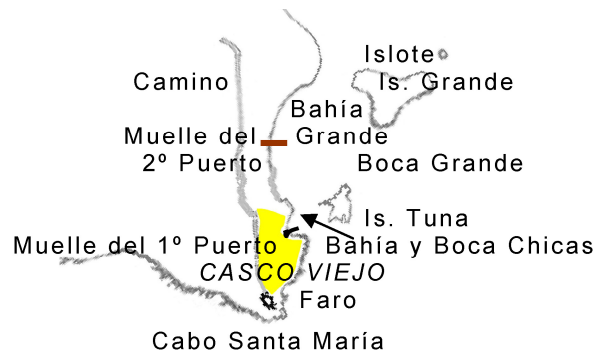 Islote
Camino
Is. Grande
Bahía
Muelle del Grande
2º Puerto
Boca Grande
Is. Tuna
Muelle del 1º Puerto
Bahía y Boca Chicas
CASCO VIEJO
Faro
Cabo Santa María